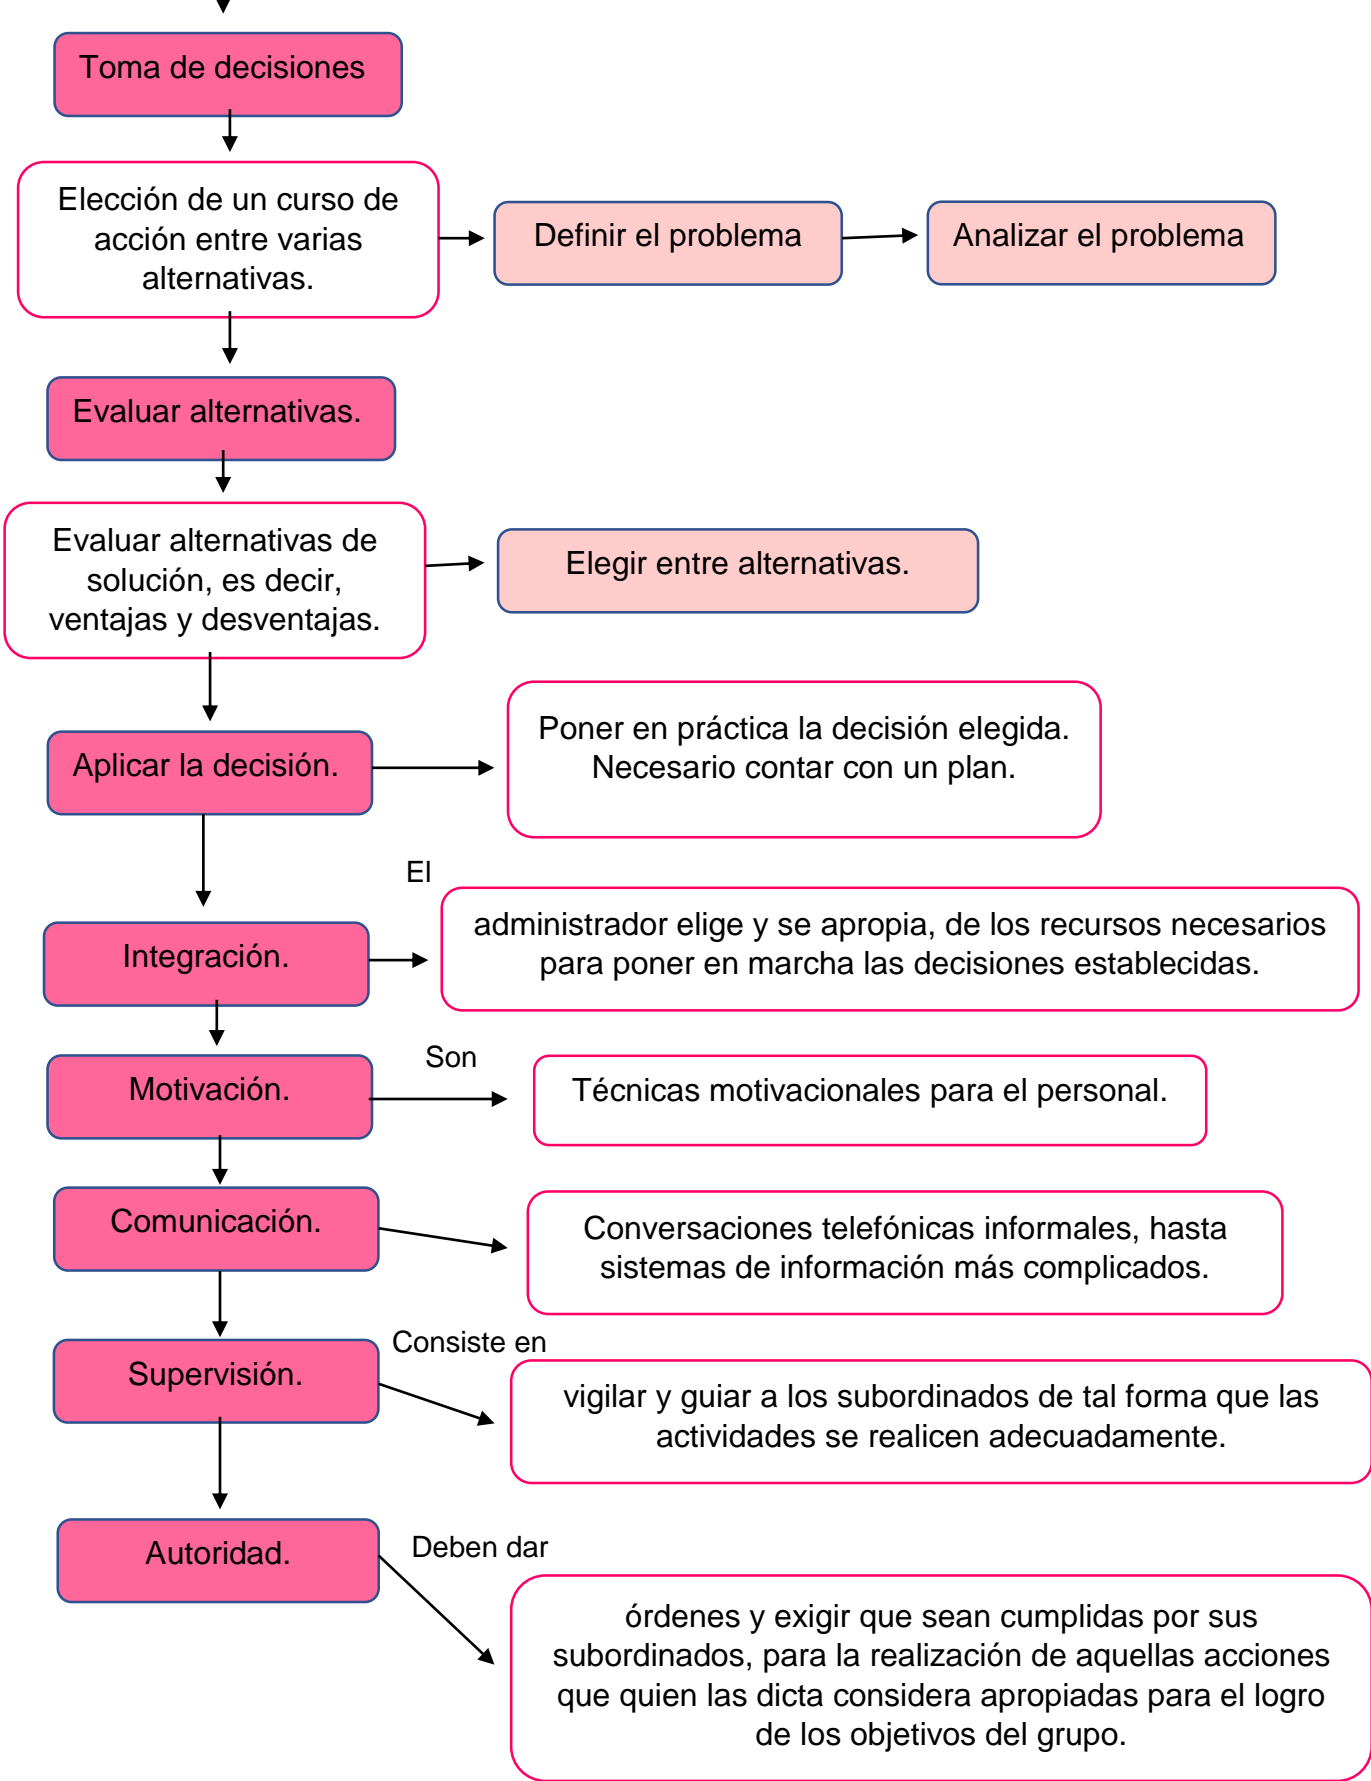 Toma de decisiones
Elección de un curso de
acción entre varias
alternativas.
Definir el problema
Analizar el problema
Evaluar alternativas.
Evaluar alternativas de
solución, es decir,
ventajas y desventajas.
Elegir entre alternativas.
Aplicar la decisión.
Poner en práctica la decisión elegida.
Necesario contar con un plan.
Integración.
El
administrador elige y se apropia, de los recursos necesarios
para poner en marcha las decisiones establecidas.
Motivación.
Son
Técnicas motivacionales para el personal.
Comunicación.
Conversaciones telefónicas informales, hasta
sistemas de información más complicados.
Supervisión.
Consiste en
vigilar y guiar a los subordinados de tal forma que las
actividades se realicen adecuadamente.
Autoridad.
Deben dar
órdenes y exigir que sean cumplidas por sus
subordinados, para la realización de aquellas acciones
que quien las dicta considera apropiadas para el logro
de los objetivos del grupo.